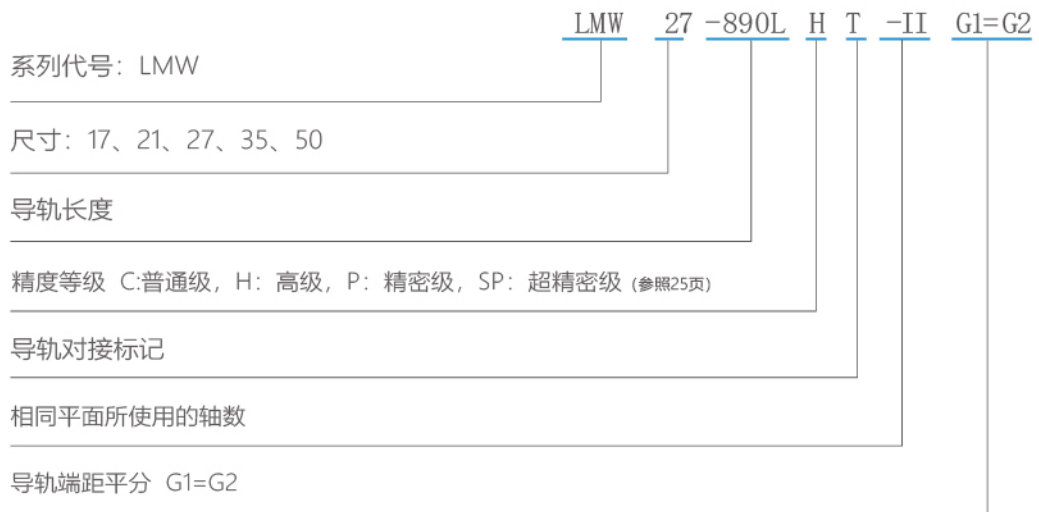 LMW 27 -890L H T -II G1=G2
系列代号：LMW
尺寸：17、21、27、35、50
导轨长度
精度等级 C:普通级，H：高级，P：精密级，SP：超精密级（参照25页）
导轨对接标记
相同平面所使用的轴数
导轨端距平分 G1=G2